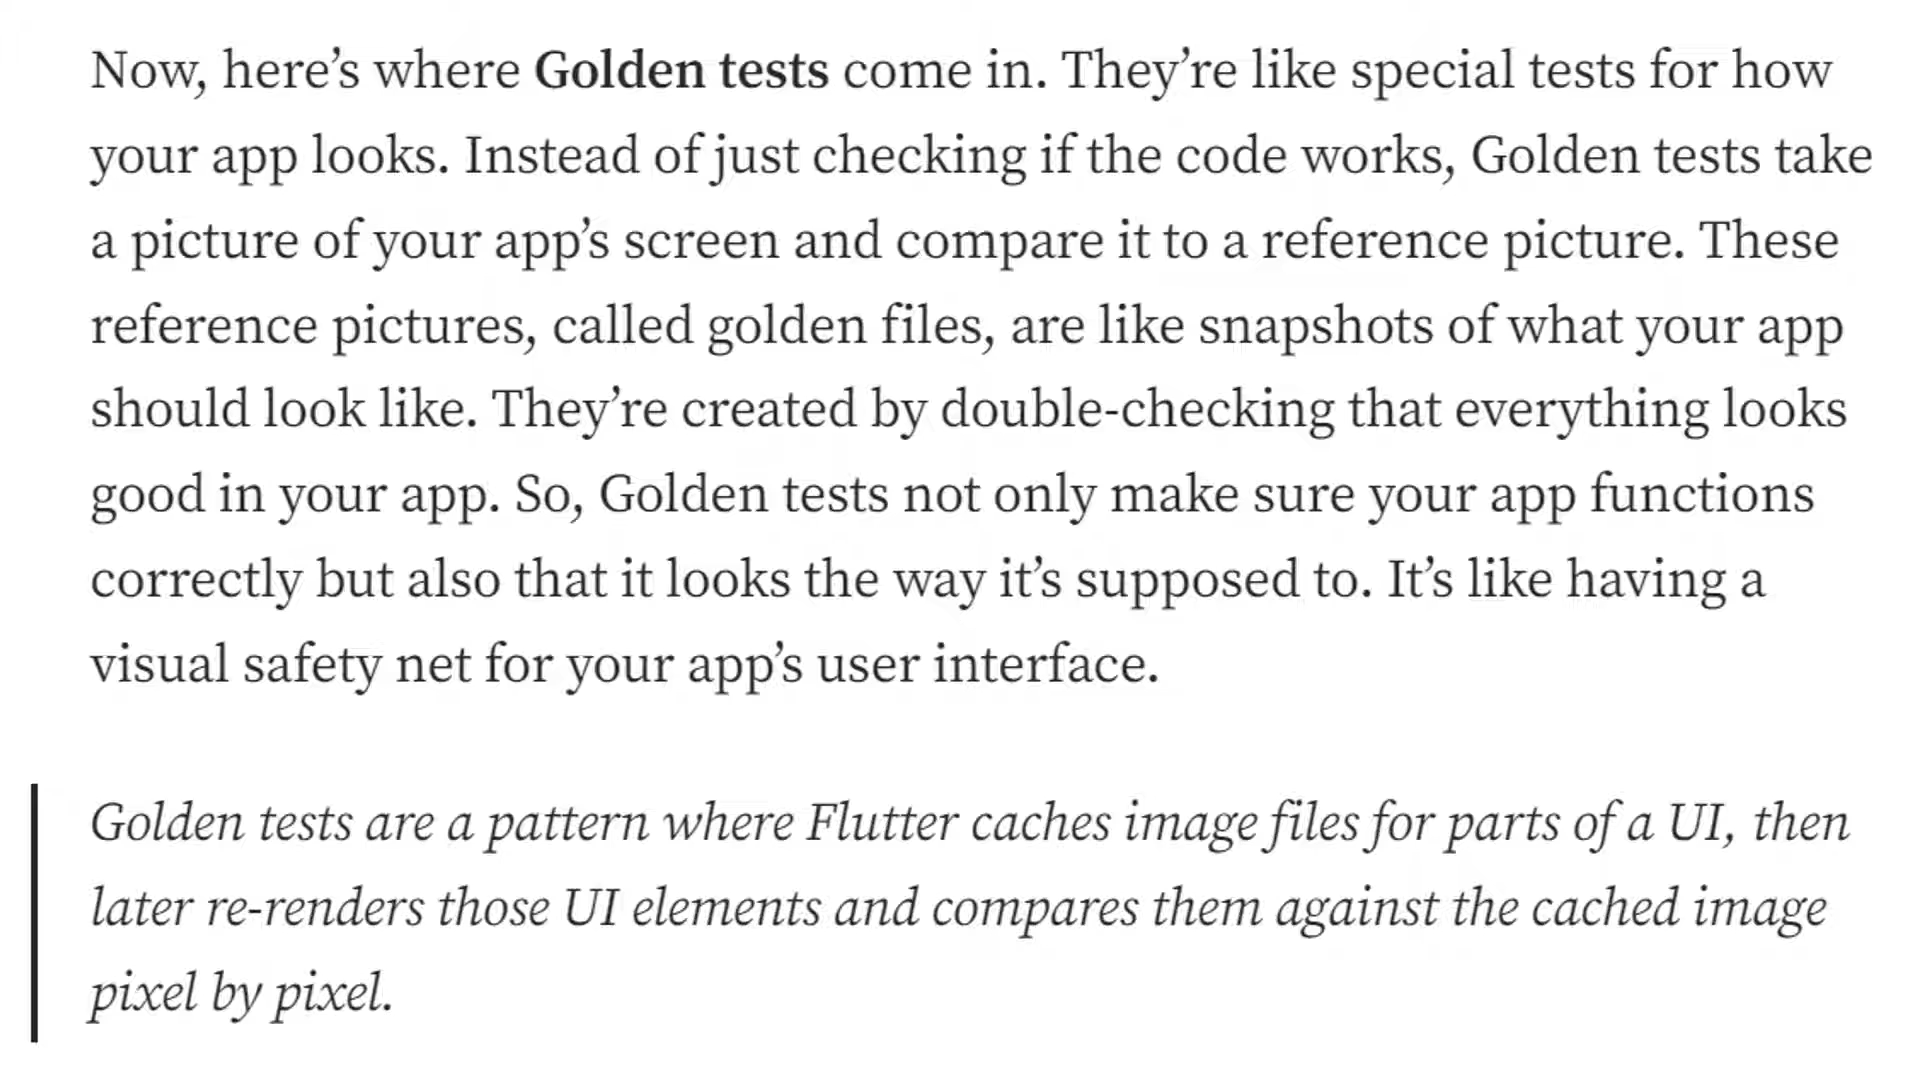 Now, here’s where Golden tests come in. They’re like special tests for how
your app looks. Instead of just checking if the code works, Golden tests take
a picture of your app’s screen and compare it to a reference picture. These
reference pictures, called golden files, are like snapshots of what your app
should look like. They’re created by double-checking that everything looks
good in your app. So, Golden tests not only make sure your app functions
correctly but also that it looks the way it’s supposed to. It’s like having a
visual safety net for your app’s user interface.
Golden tests are a pattern where Flutter caches image files for parts of a UI, then
later re-renders those UI elements and compares them against the cached image
pixel by pixel.